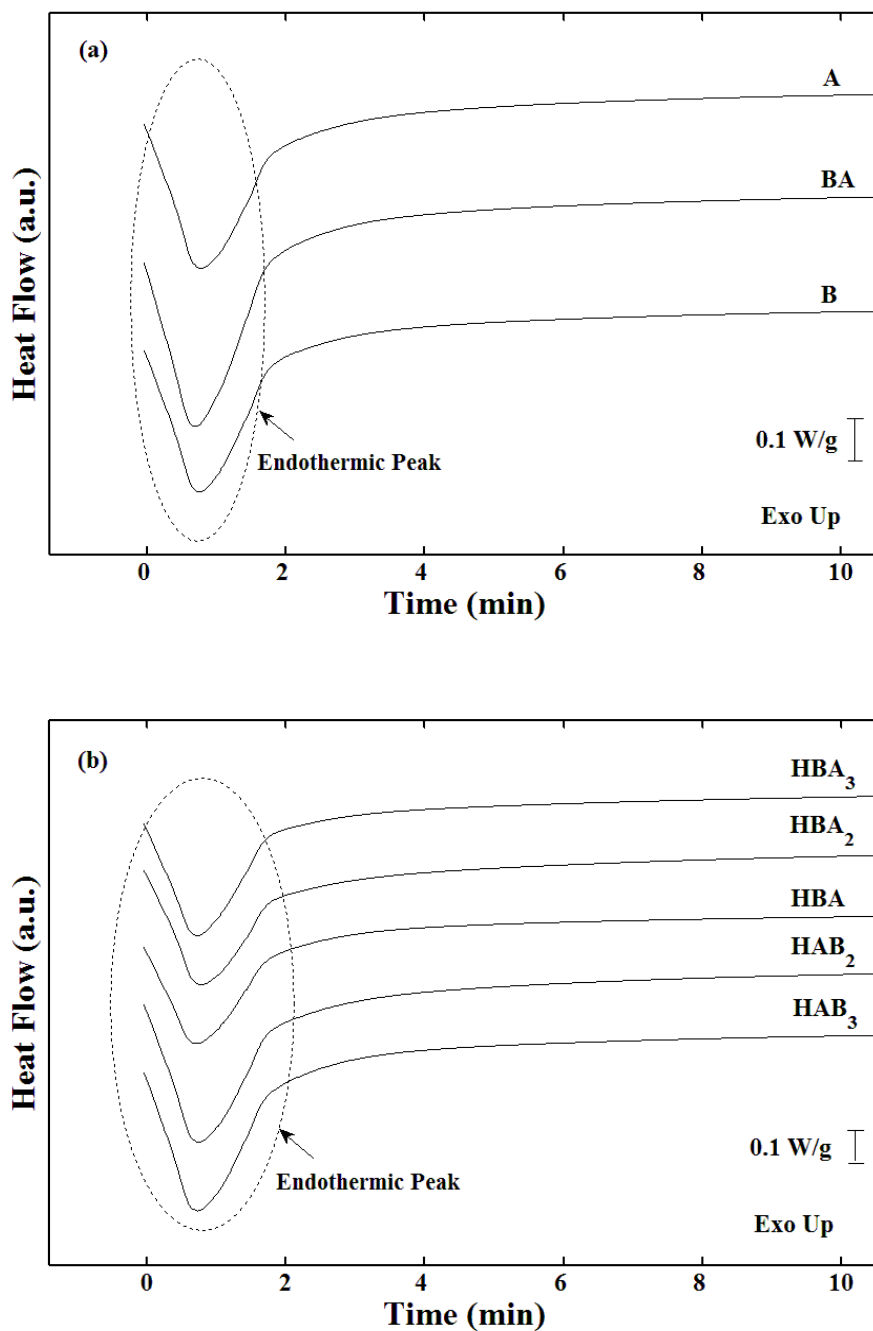 (a)
A
BA
B
Heat Flow (a.u.)
Endothermic Peak
0.1 W/g
Exo Up
0 2 4 6 8 10
Time (min)
(b)
HBA3
HBA2
HBA
HAB2
HAB3
Heat Flow (a.u.)
0.1 W/g
Endothermic Peak
Exo Up
0 2 4 6 8 10
Time (min)